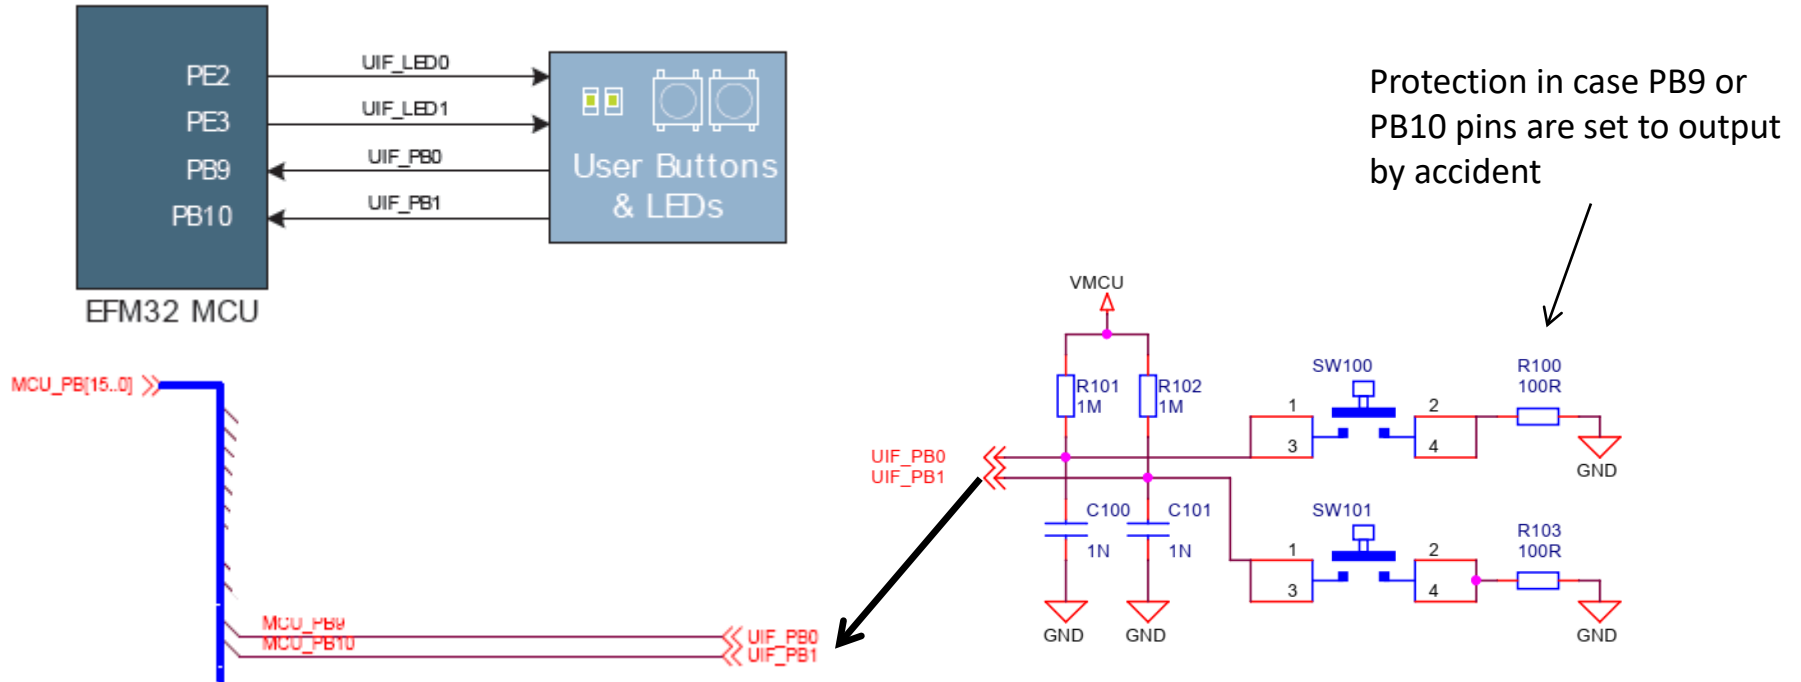 PE2
PE3
PB9
PB10
UIF_LED0
UIF_LED1
UIF_PB0
UIF_PB1
User Buttons
& LEDs
EFM32 MCU
Protection in case PB9 or
PB10 pins are set to output
by accident
MCU_PB[15..0]
MCU_PB9
MCU_PB10
UIF_PB0
UIF_PB1
VMCU
R101
1M
R102
1M
UIF_PB0
UIF_PB1
C100
1N
C101
1N
GND
GND
SW100
1
3
2
4
R100
100R
GND
SW101
1
3
2
4
R103
100R
GND